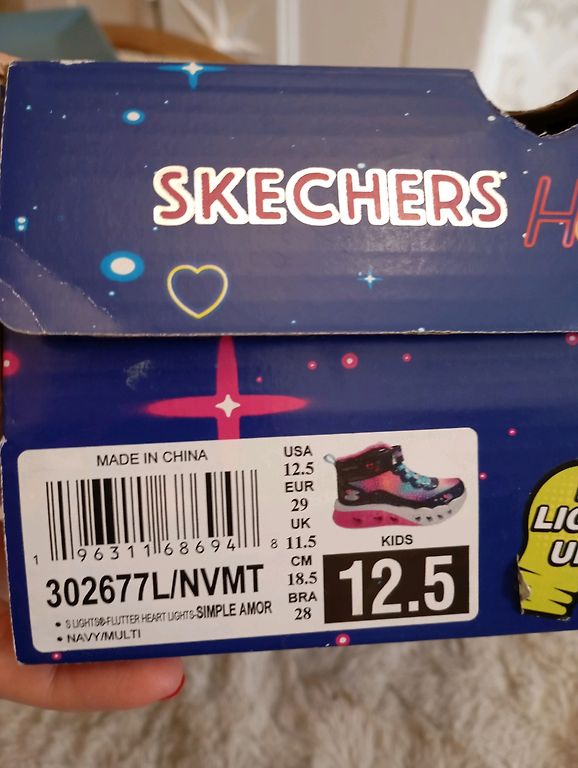 SKECHERS
MADE IN CHINA
1 96311 68694 8
302677L/NVMT
• S LIGHTS®-FLUTTER HEART LIGHTS-SIMPLE AMOR
• NAVY/MULTI
USA
12.5
EUR
29
UK
11.5
CM
18.5
BRA
28
KIDS
12.5